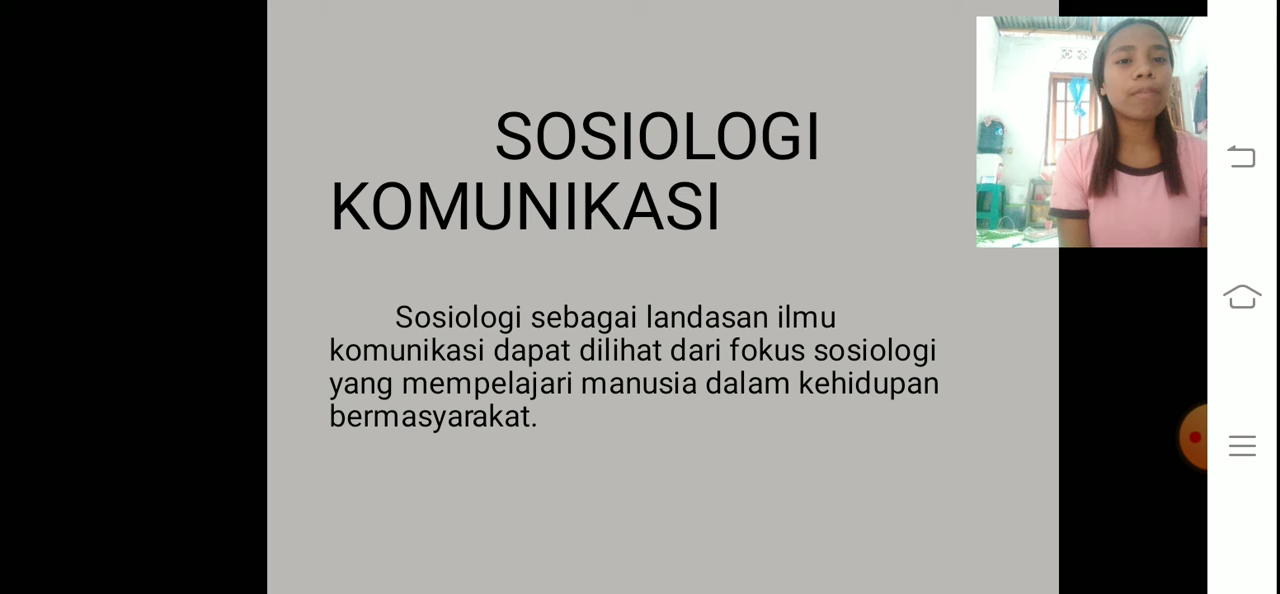 SOSIOLOGI
KOMUNIKASI
Sosiologi sebagai landasan ilmu
komunikasi dapat dilihat dari fokus sosiologi
yang mempelajari manusia dalam kehidupan
bermasyarakat.